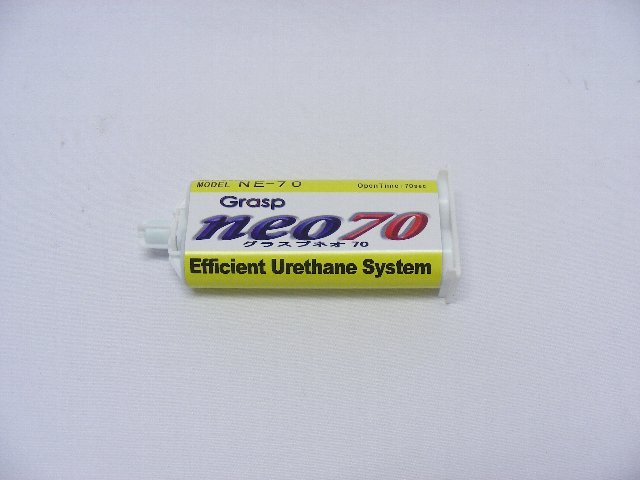 MODEL NE-70 OpenTime:70sec
Grasp
neo70
グラスプネオ 70
Efficient Urethane System